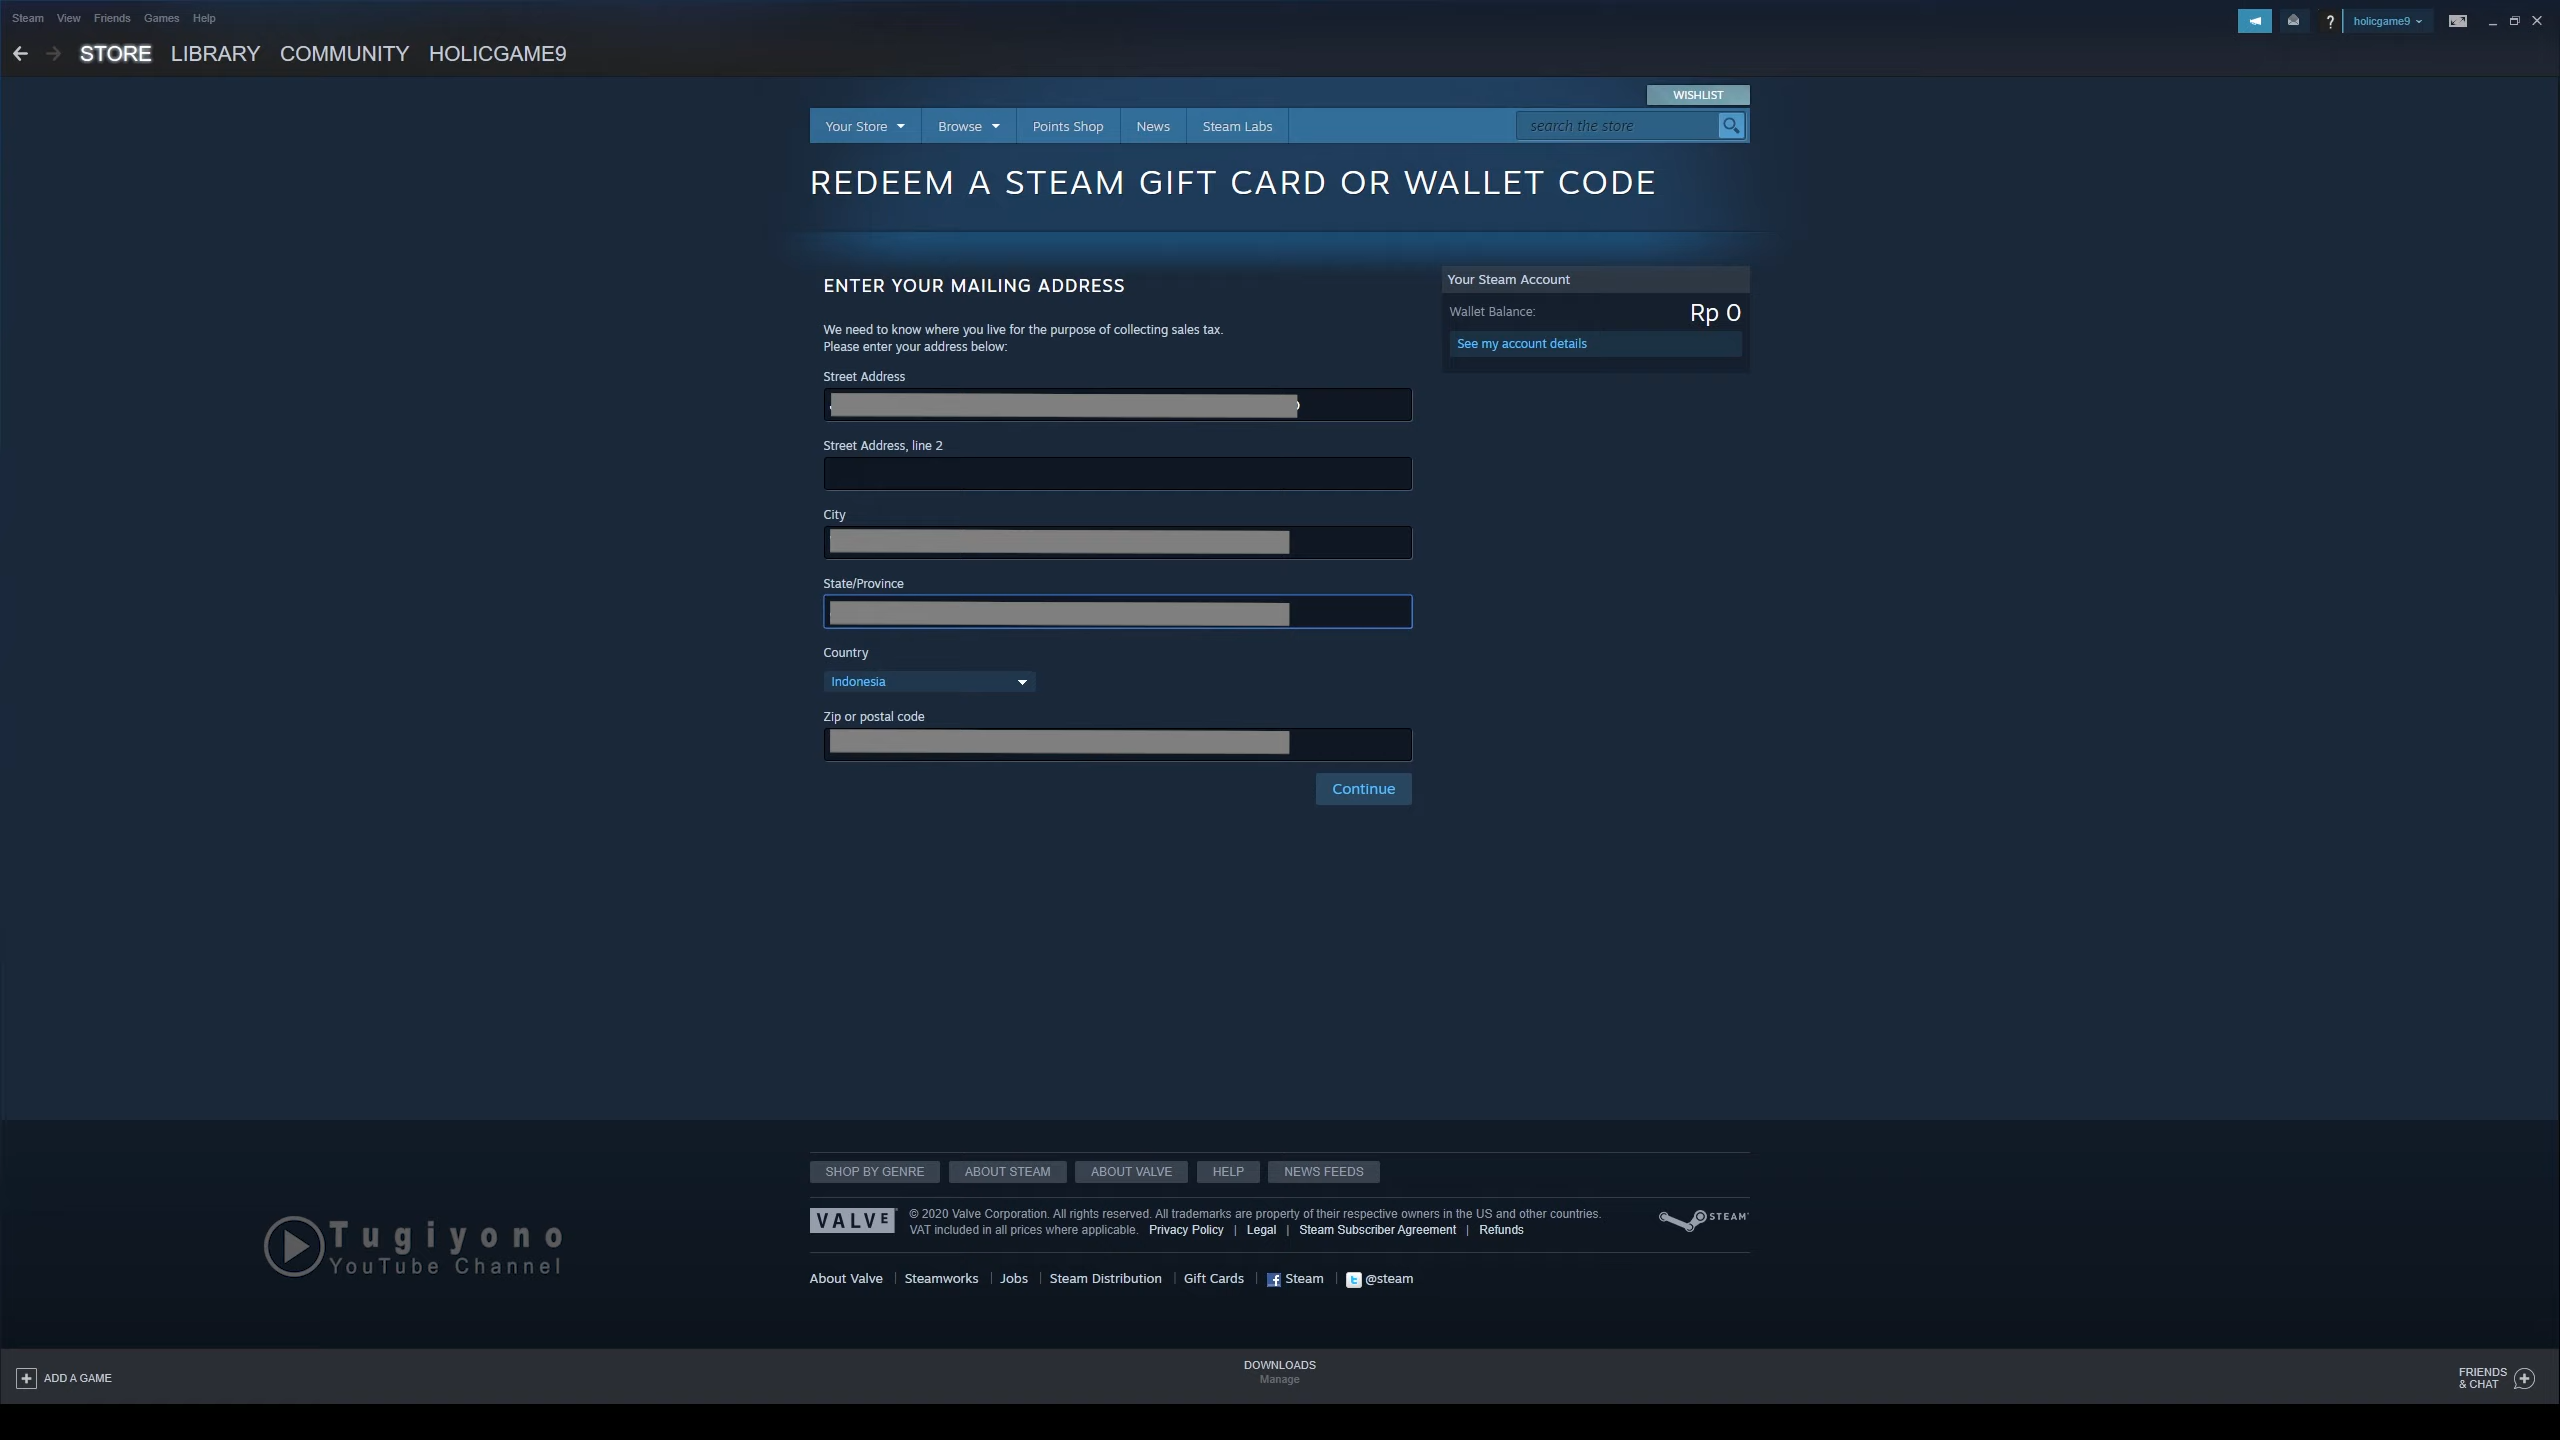 Steam View Friends Games Help
holicgame9
STORE LIBRARY COMMUNITY HOLICGAME9
WISHLIST
Your Store Browse Points Shop News Steam Labs search the store
REDEEM A STEAM GIFT CARD OR WALLET CODE
ENTER YOUR MAILING ADDRESS
We need to know where you live for the purpose of collecting sales tax.
Please enter your address below:
Street Address
Street Address, line 2
City
State/Province
Country
Indonesia
Zip or postal code
Continue
Your Steam Account
Wallet Balance: Rp 0
See my account details
SHOP BY GENRE ABOUT STEAM ABOUT VALVE HELP NEWS FEEDS
VALVE
© 2020 Valve Corporation. All rights reserved. All trademarks are property of their respective owners in the US and other countries.
VAT included in all prices where applicable. Privacy Policy | Legal | Steam Subscriber Agreement | Refunds
STEAM
About Valve | Steamworks | Jobs | Steam Distribution | Gift Cards | Steam | @steam
Tugiyono
YouTube Channel
ADD A GAME
DOWNLOADS
Manage
FRIENDS
& CHAT